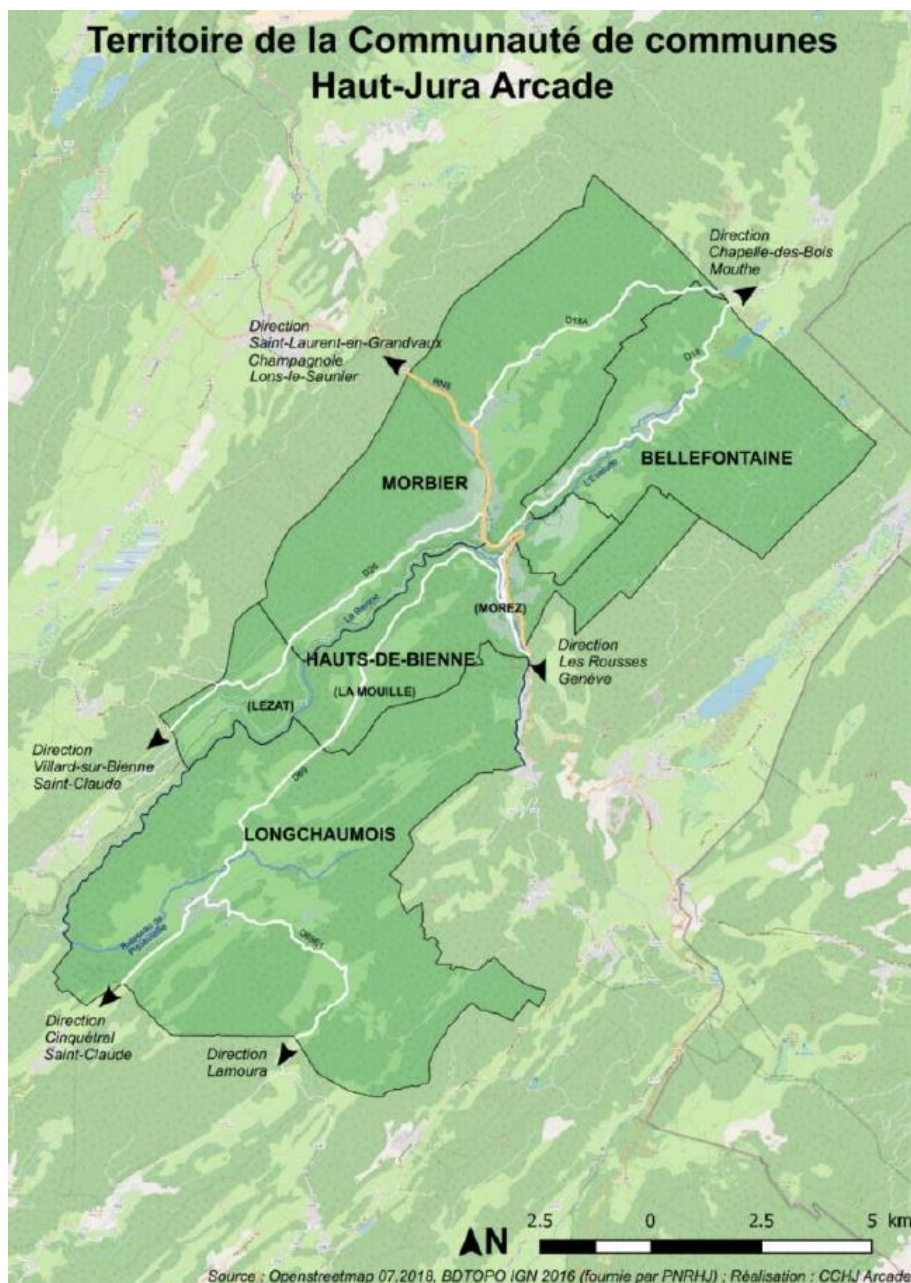 Territoire de la Communauté de communes
Haut-Jura Arcade
Direction
Chapelle-des-Bois
Mouthe
Direction
Saint-Laurent-en-Grandvaux
Champagnole
Lons-le-Saunier
D18A
D18
RN5
BELLEFONTAINE
L'Evalude
MORBIER
D26
La Bienne
(MOREZ)
HAUTS-DE-BIENNE
(LA MOUILLE)
(LEZAT)
Direction
Les Rousses
Genève
Direction
Villard-sur-Bienne
Saint-Claude
D69
LONGCHAUMOIS
Ruisseau de
D69E1
Direction
Cinquétral
Saint-Claude
Direction
Lamoura
N
2.5 0 2.5 5 km
Source : Openstreetmap 07.2018, BDTOPO IGN 2016 (fournie par PNRHJ) ; Réalisation : CCHJ Arcade